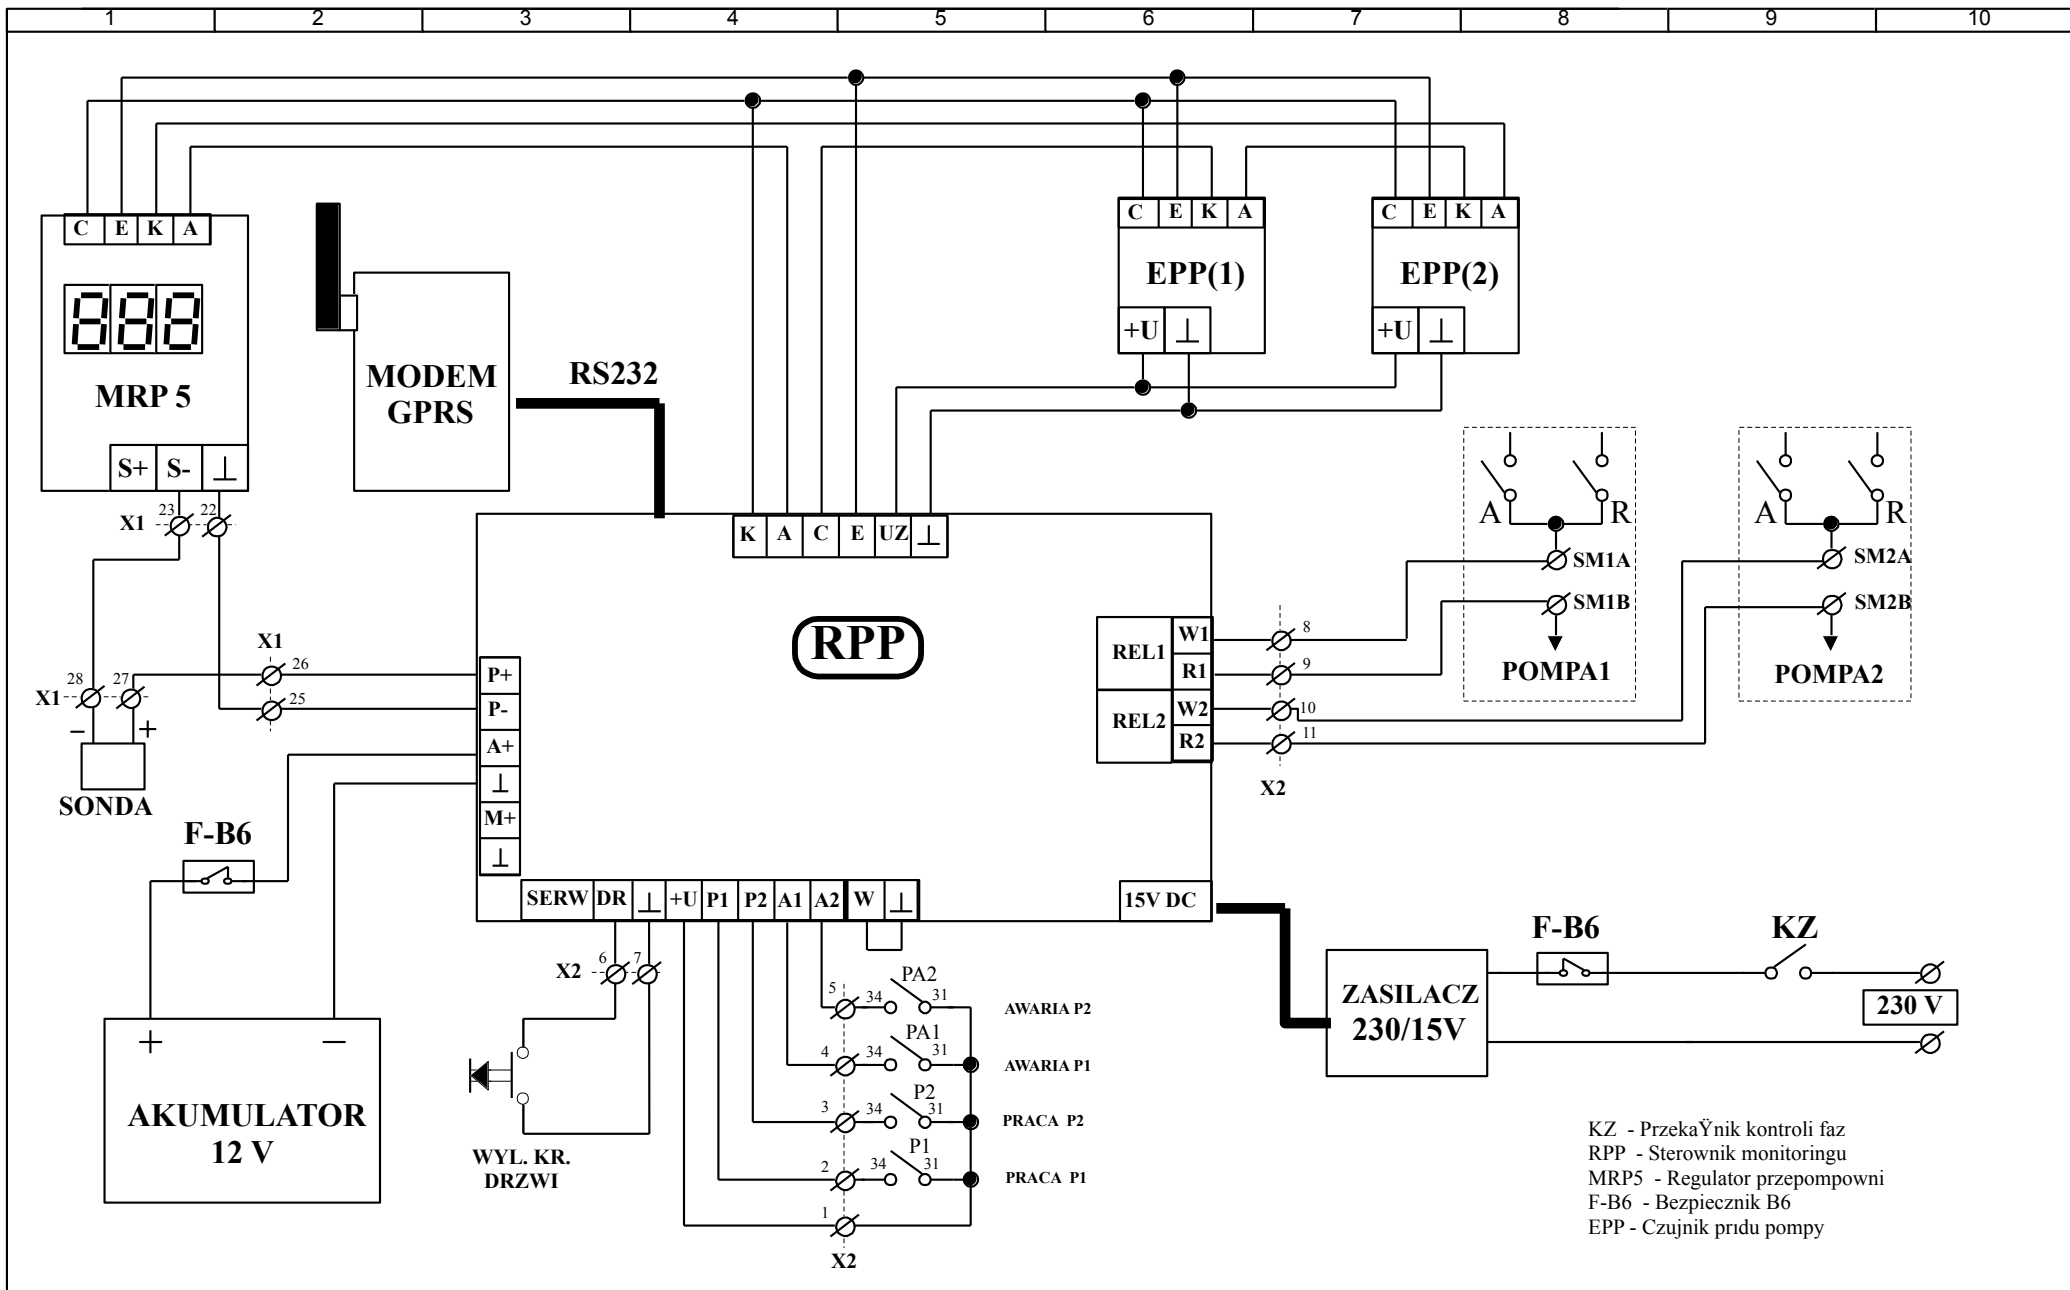 1 2 3 4 5 6 7 8 9 10
C E K A
MRP 5
S+ S- ⊥
X1 23 22
MODEM
GPRS
RS232
C E K A
EPP(1)
+U ⊥
C E K A
EPP(2)
+U ⊥
K A C E UZ ⊥
RPP
A R
SM1A
SM1B
POMPA1
A R
SM2A
SM2B
POMPA2
REL1 W1 8
R1 9
REL2 W2 10
R2 11
X2
X1
26
25
X1 28 27
– +
SONDA
P+
P-
A+
⊥
M+
⊥
F-B6
SERW DR ⊥ +U P1 P2 A1 A2 W ⊥
15V DC
+ –
AKUMULATOR
12 V
X2 6 7
WYL. KR.
DRZWI
5 34 PA2 31 AWARIA P2
4 34 PA1 31 AWARIA P1
3 34 P2 31 PRACA P2
2 34 P1 31 PRACA P1
1
X2
ZASILACZ
230/15V
F-B6
KZ
230 V
KZ - PrzekaŸnik kontroli faz
RPP - Sterownik monitoringu
MRP5 - Regulator przepompowni
F-B6 - Bezpiecznik B6
EPP - Czujnik prıdu pompy